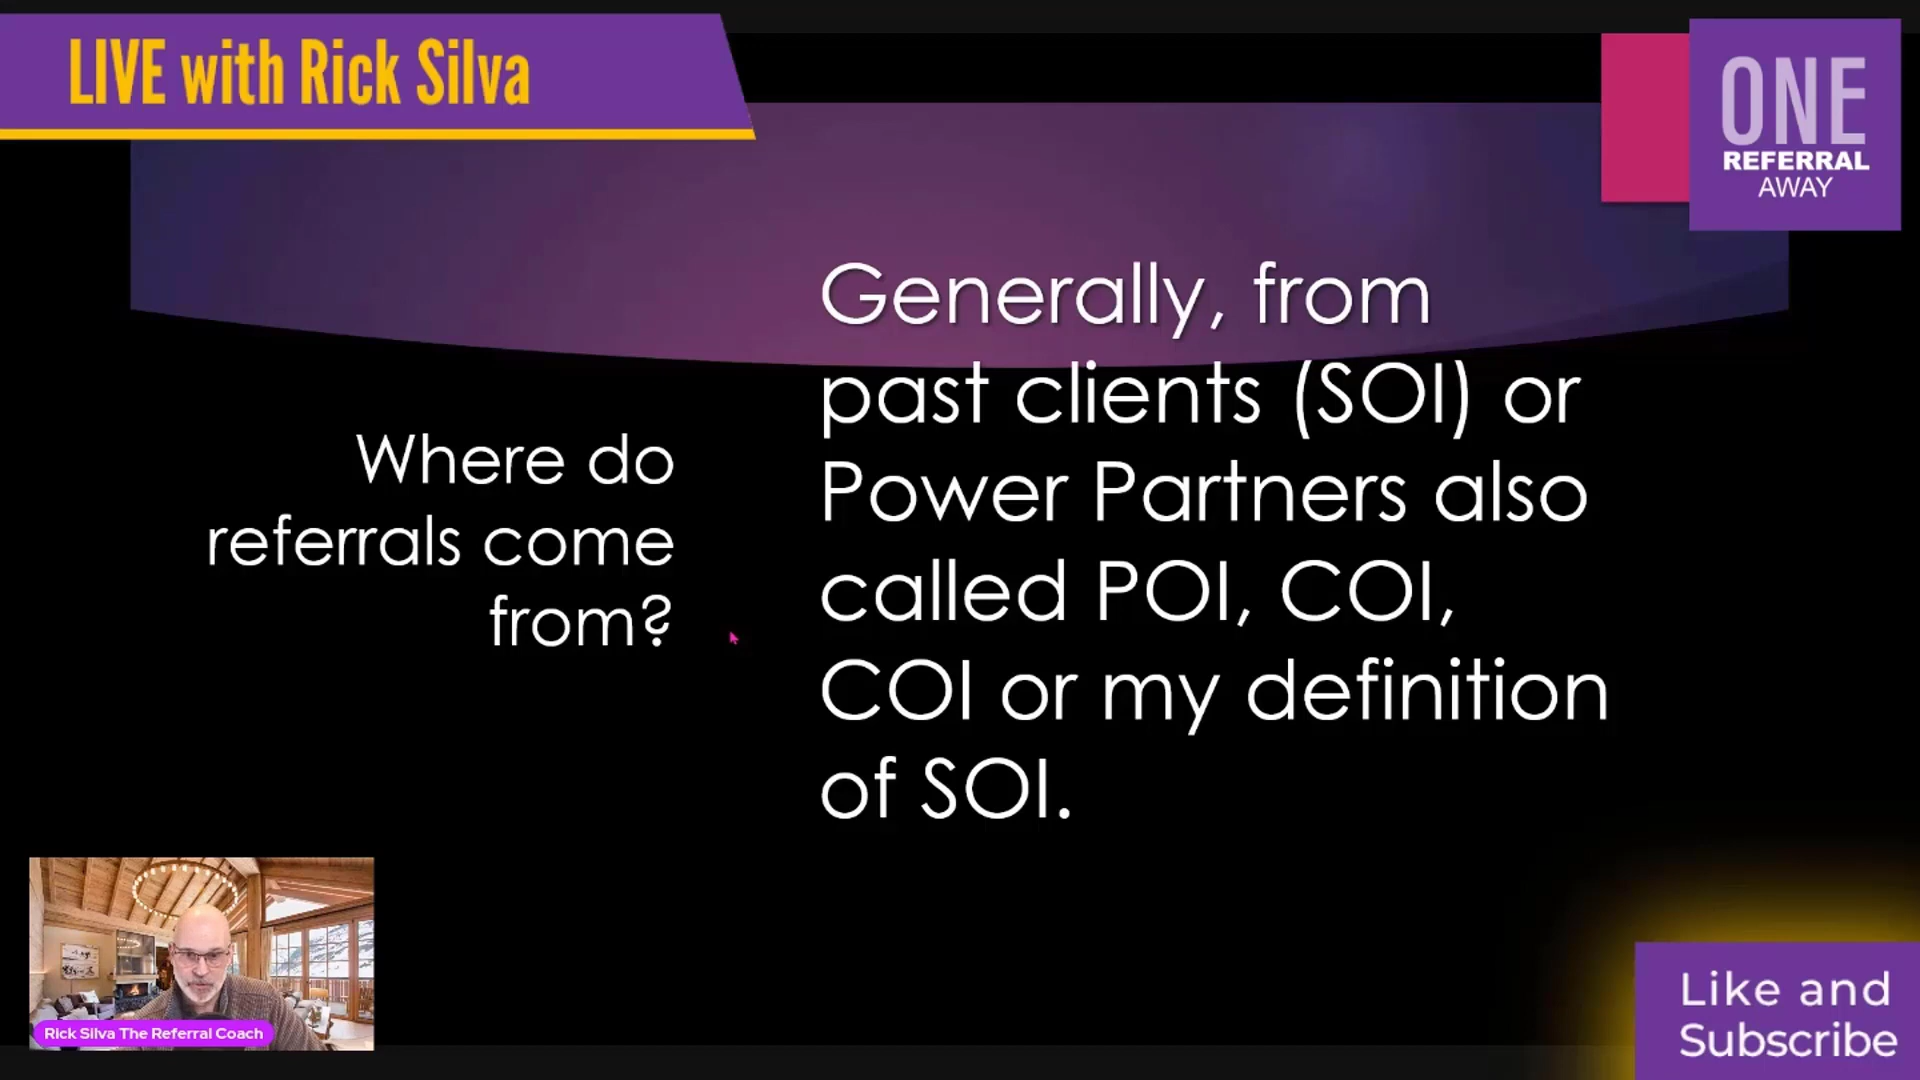 LIVE with Rick Silva
ONE
REFERRAL
AWAY
Where do
referrals come
from?
Generally, from
past clients (SOI) or
Power Partners also
called POI, COI,
COI or my definition
of SOI.
Rick Silva The Referral Coach
Like and
Subscribe